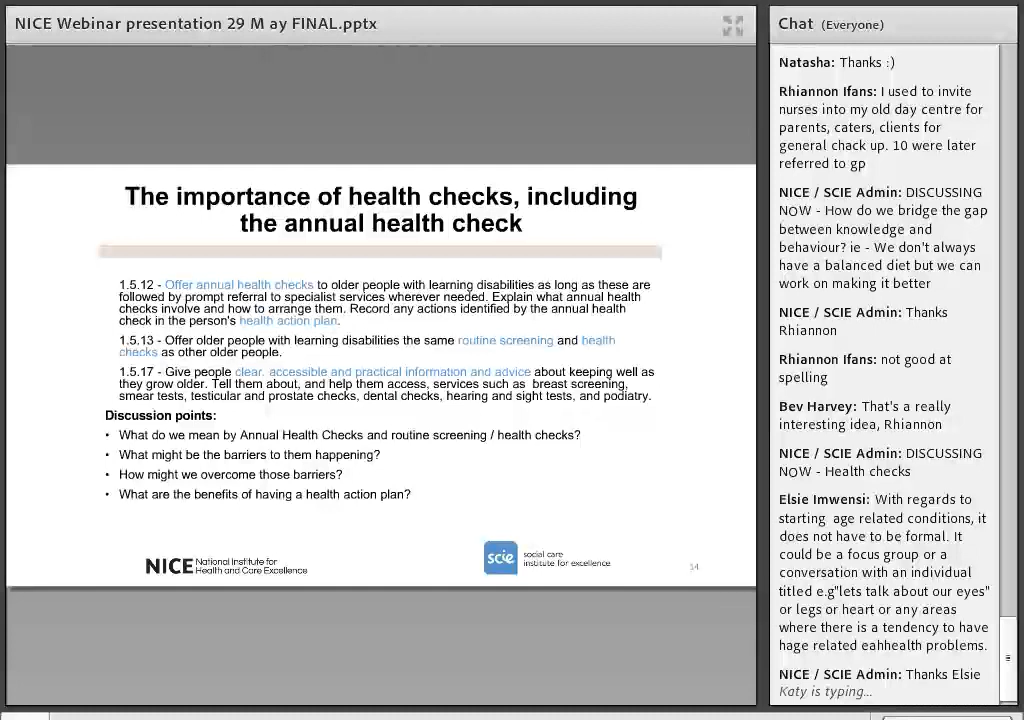 NICE Webinar presentation 29 M ay FINAL.pptx
The importance of health checks, including
the annual health check
1.5.12 - Offer annual health checks to older people with learning disabilities as long as these are
followed by prompt referral to specialist services wherever needed. Explain what annual health
checks involve and how to arrange them. Record any actions identified by the annual health
check in the person's health action plan.
1.5.13 - Offer older people with learning disabilities the same routine screening and health
checks as other older people.
1.5.17 - Give people clear, accessible and practical information and advice about keeping well as
they grow older. Tell them about, and help them access, services such as breast screening,
smear tests, testicular and prostate checks, dental checks, hearing and sight tests, and podiatry.
Discussion points:
• What do we mean by Annual Health Checks and routine screening / health checks?
• What might be the barriers to them happening?
• How might we overcome those barriers?
• What are the benefits of having a health action plan?
NICE National Institute for
Health and Care Excellence
scie social care
institute for excellence
14
Chat (Everyone)
Natasha: Thanks :)
Rhiannon Ifans: I used to invite
nurses into my old day centre for
parents, caters, clients for
general chack up. 10 were later
referred to gp
NICE / SCIE Admin: DISCUSSING
NOW - How do we bridge the gap
between knowledge and
behaviour? ie - We don't always
have a balanced diet but we can
work on making it better
NICE / SCIE Admin: Thanks
Rhiannon
Rhiannon Ifans: not good at
spelling
Bev Harvey: That's a really
interesting idea, Rhiannon
NICE / SCIE Admin: DISCUSSING
NOW - Health checks
Elsie Imwensi: With regards to
starting age related conditions, it
does not have to be formal. It
could be a focus group or a
conversation with an individual
titled e.g"lets talk about our eyes"
or legs or heart or any areas
where there is a tendency to have
hage related eahhealth problems.
NICE / SCIE Admin: Thanks Elsie
Katy is typing...